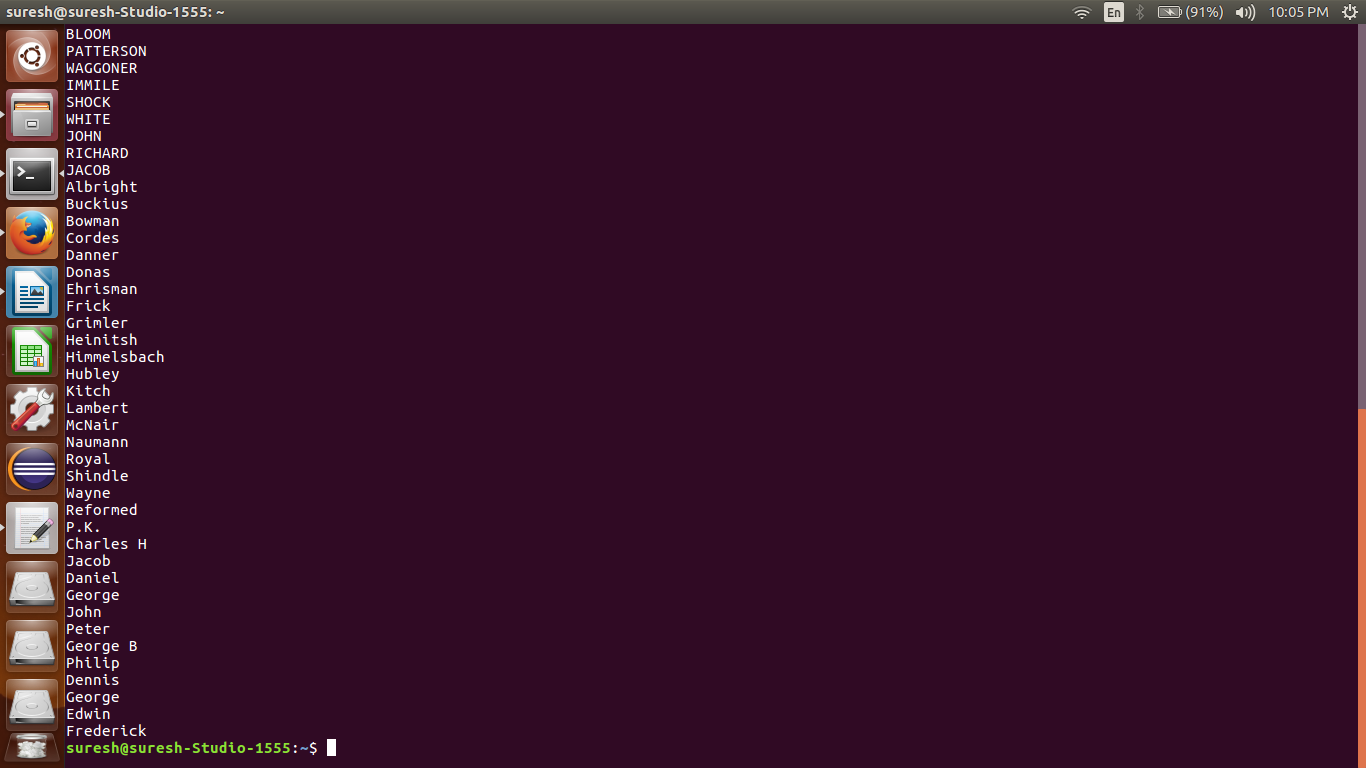 suresh@suresh-Studio-1555: ~
En
(91%)
10:05 PM
BLOOM
PATTERSON
WAGGONER
IMMILE
SHOCK
WHITE
JOHN
RICHARD
JACOB
Albright
Buckius
Bowman
Cordes
Danner
Donas
Ehrisman
Frick
Grimler
Heinitsh
Himmelsbach
Hubley
Kitch
Lambert
McNair
Naumann
Royal
Shindle
Wayne
Reformed
P.K.
Charles H
Jacob
Daniel
George
John
Peter
George B
Philip
Dennis
George
Edwin
Frederick
suresh@suresh-Studio-1555:~$